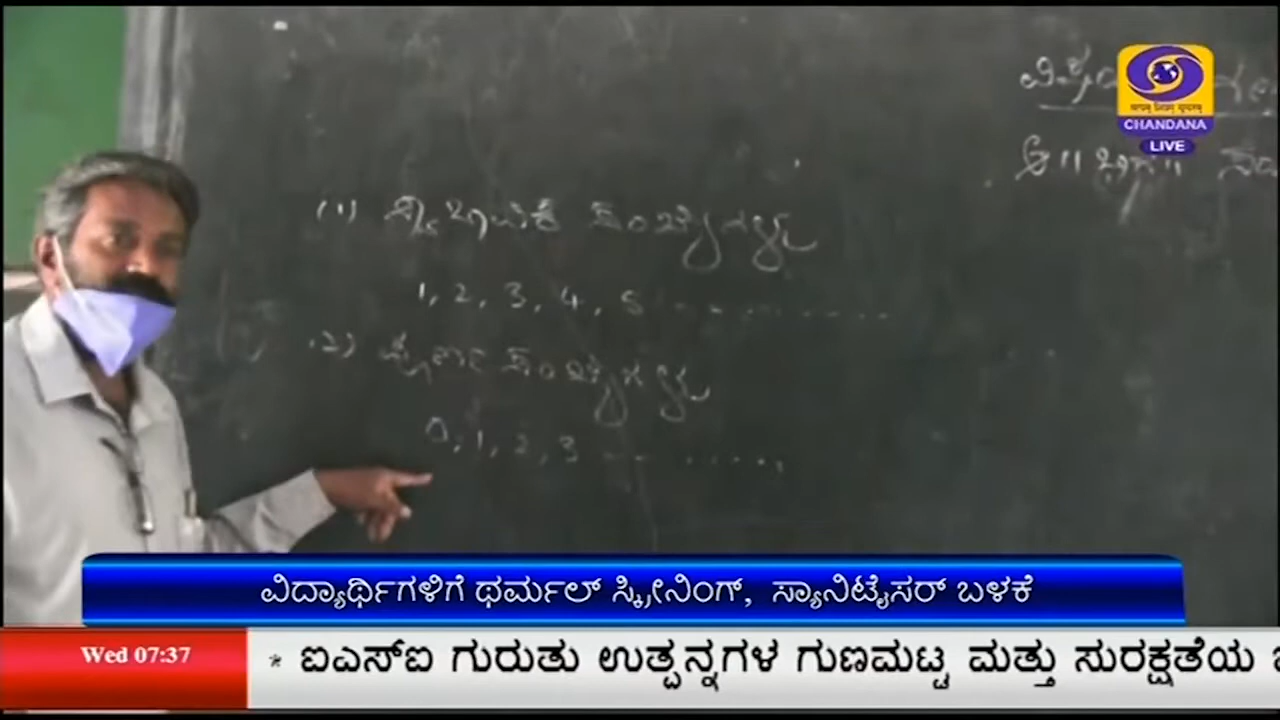 CHANDANA
LIVE
(1) ಸ್ವಾಭಾವಿಕ ಸಂಖ್ಯೆಗಳು
1, 2, 3, 4, 5 - - - - - - - - -
(2) ಪೂರ್ಣ ಸಂಖ್ಯೆಗಳು
0, 1, 2, 3 - - - - - - -
ವಿದ್ಯಾರ್ಥಿಗಳಿಗೆ ಥರ್ಮಲ್ ಸ್ಕ್ರೀನಿಂಗ್, ಸ್ಯಾನಿಟೈಸರ್ ಬಳಕೆ
Wed 07:37
* ಐಎಸ್ಐ ಗುರುತು ಉತ್ಪನ್ನಗಳ ಗುಣಮಟ್ಟ ಮತ್ತು ಸುರಕ್ಷತೆಯ